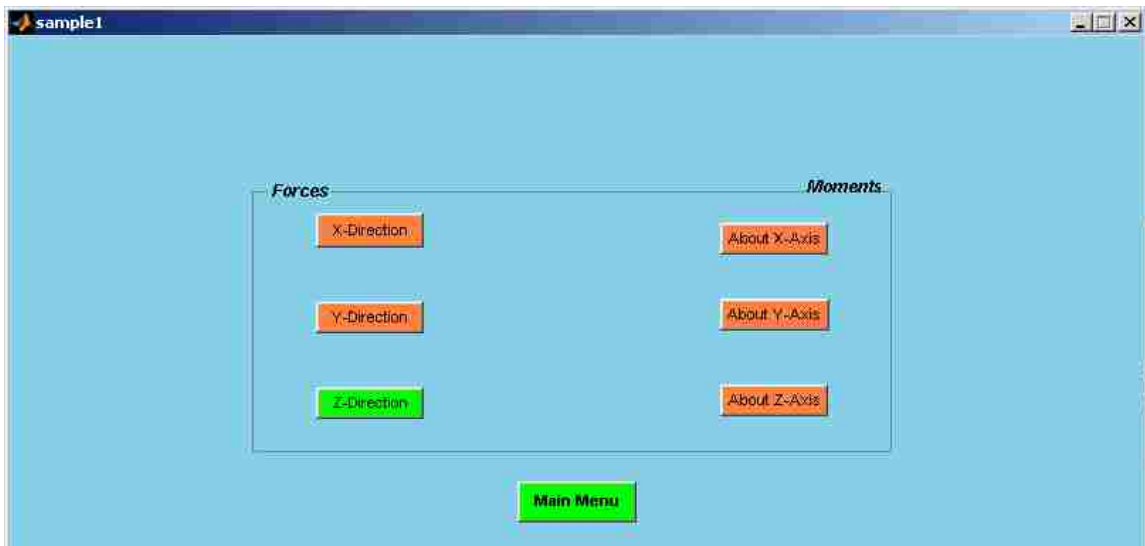 sample1
Forces
Moments
X-Direction
About X-Axis
Y-Direction
About Y-Axis
Z-Direction
About Z-Axis
Main Menu